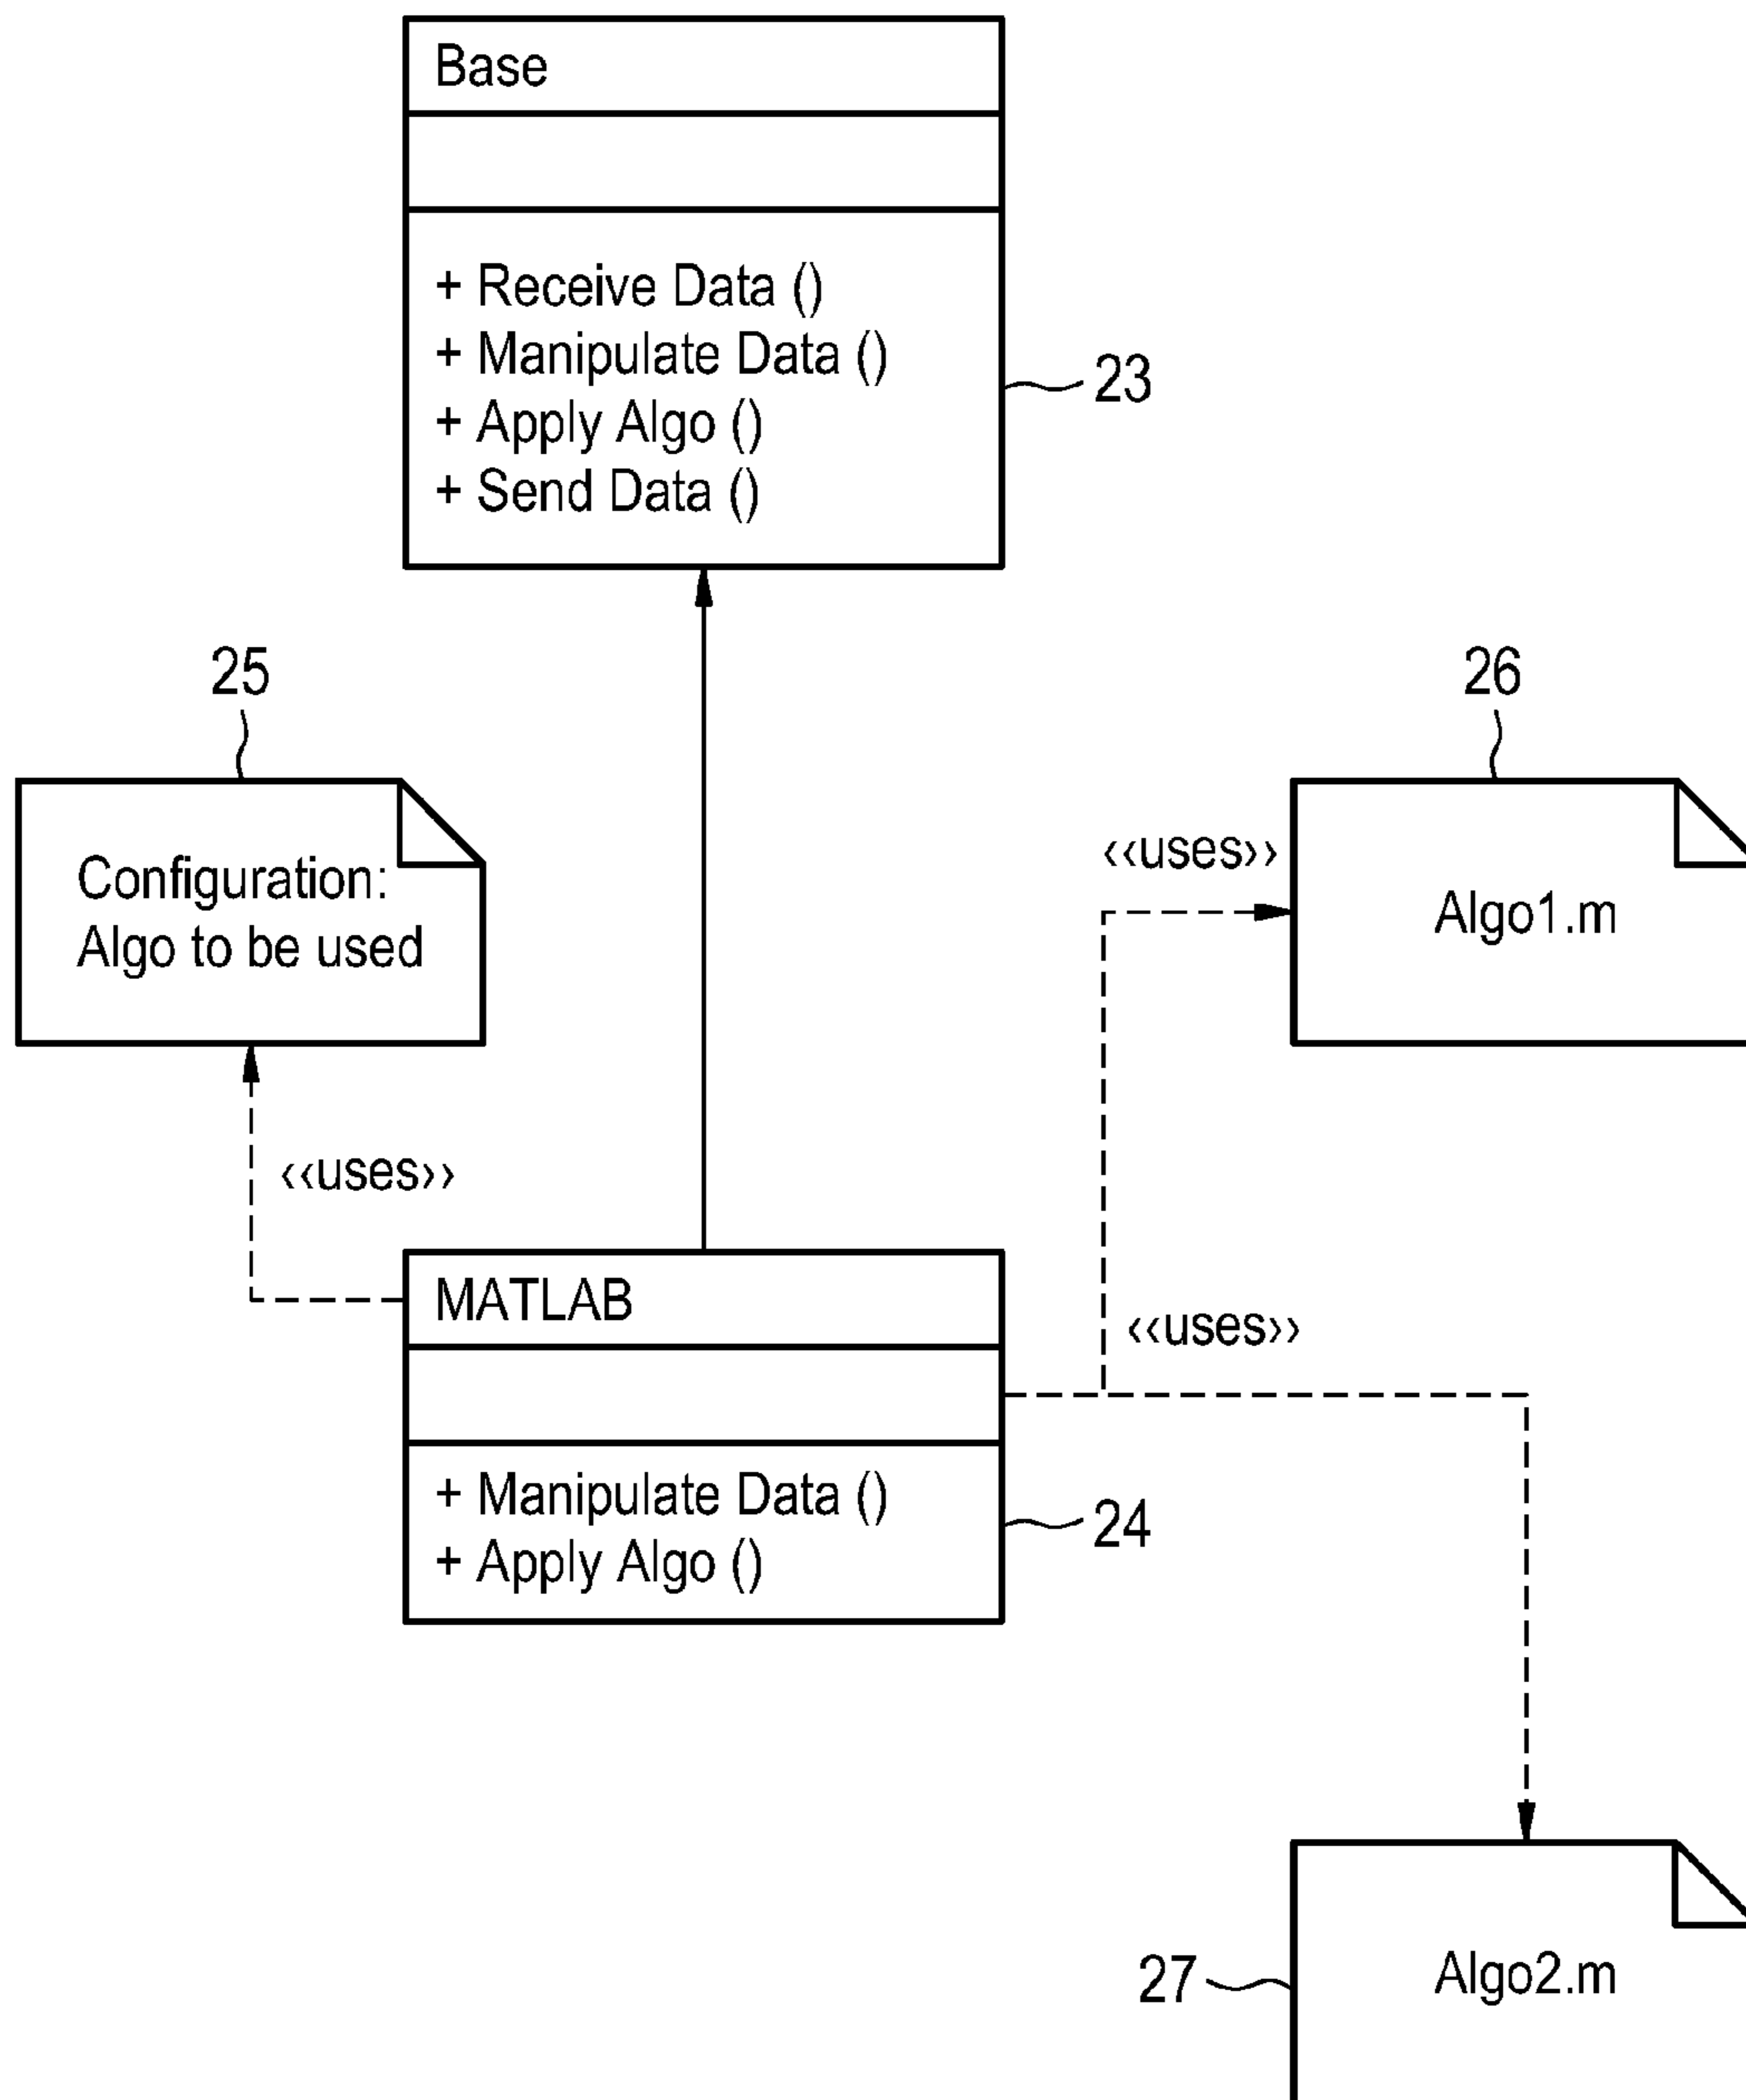 Base
+ Receive Data ()
+ Manipulate Data ()
+ Apply Algo ()
+ Send Data ()
23
25
26
Configuration:
Algo to be used
‹‹uses››
Algo1.m
‹‹uses››
MATLAB
‹‹uses››
+ Manipulate Data ()
+ Apply Algo ()
24
27
Algo2.m